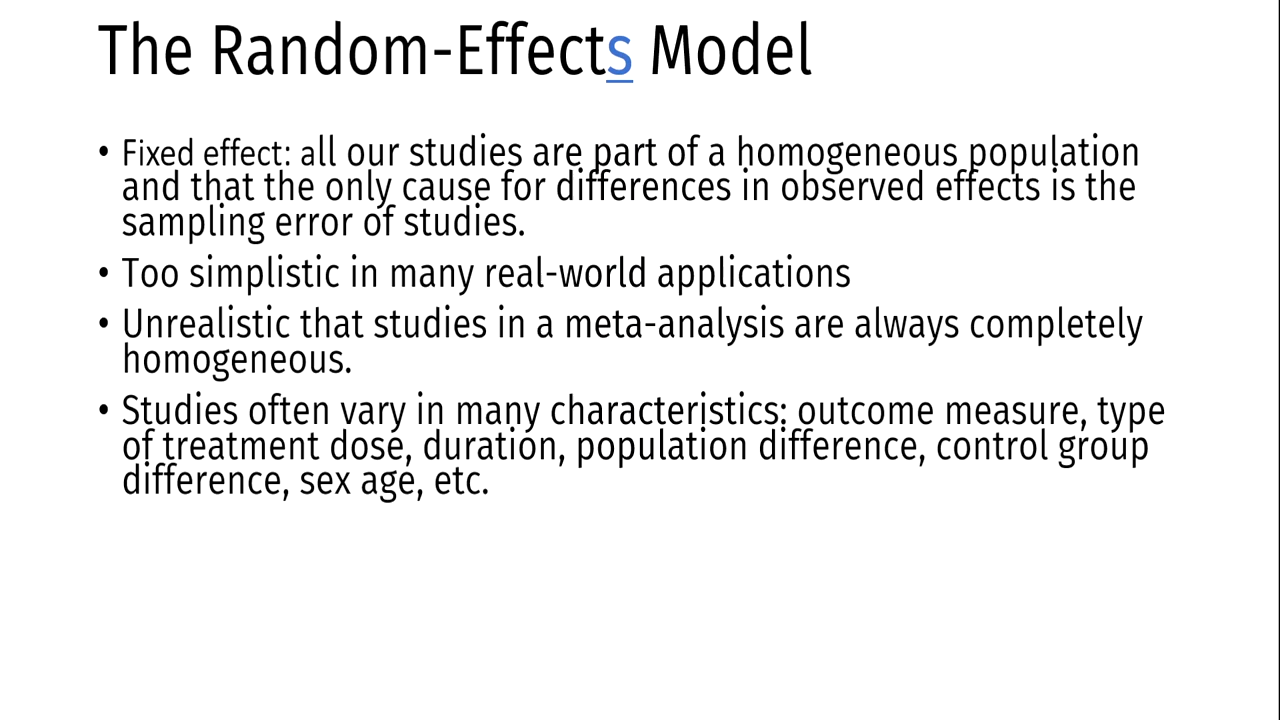 The Random-Effects Model
• Fixed effect: all our studies are part of a homogeneous population
and that the only cause for differences in observed effects is the
sampling error of studies.
• Too simplistic in many real-world applications
• Unrealistic that studies in a meta-analysis are always completely
homogeneous.
• Studies often vary in many characteristics: outcome measure, type
of treatment dose, duration, population difference, control group
difference, sex age, etc.